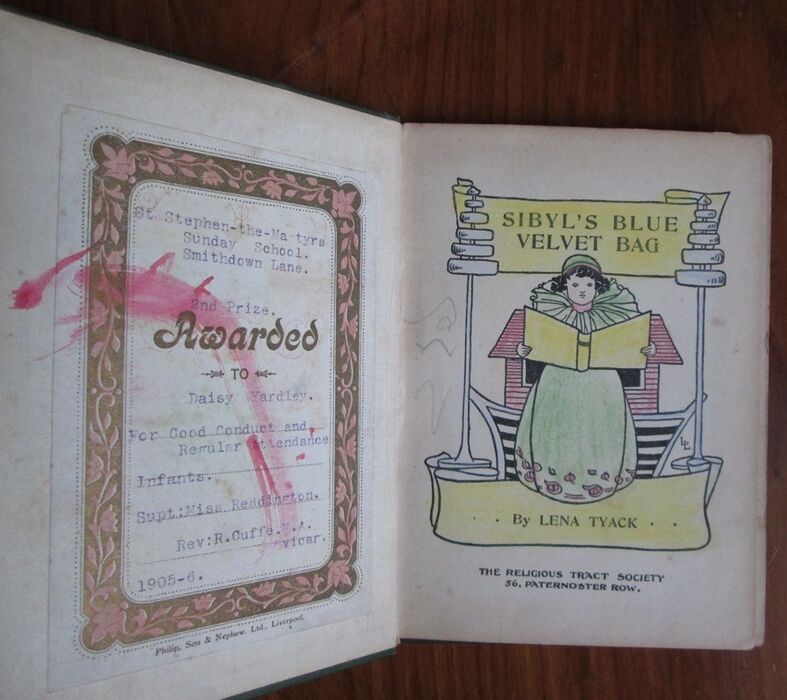 St Stephen-the-Martyrs
Sunday School.
Smithdown Lane.
2nd Prize.
Awarded
TO
Daisy Yardley.
For Good Conduct and
Regular Attendance
Infants.
Supt:Miss Reddington.
Rev:R.Cuffe.M.A.
vicar.
1905-6.
Philip, Son & Nephew, Ltd., Liverpool.
SIBYL'S BLUE
VELVET BAG
LL
By LENA TYACK
THE RELIGIOUS TRACT SOCIETY
56, PATERNOSTER ROW.